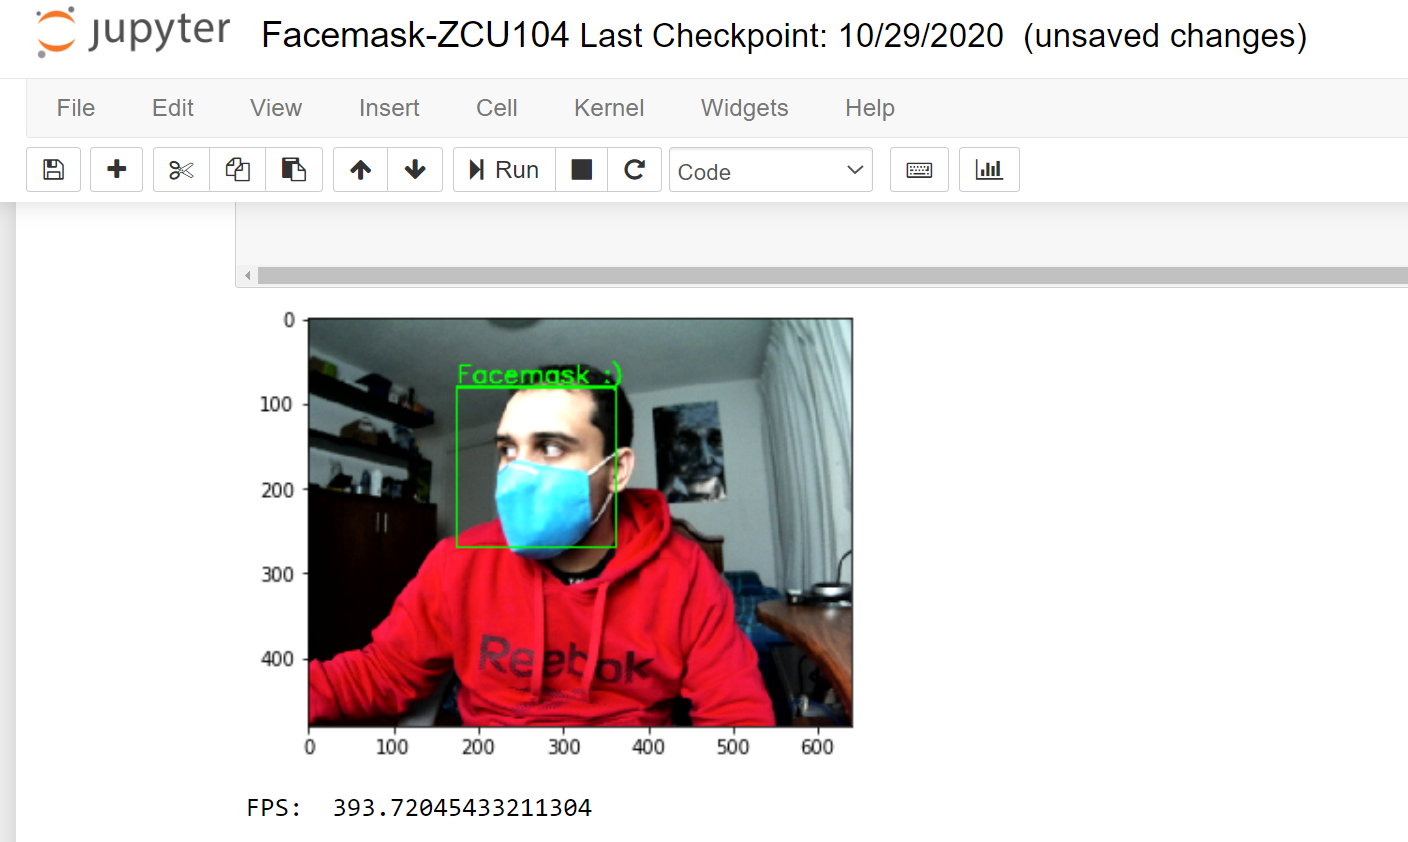 jupyter Facemask-ZCU104 Last Checkpoint: 10/29/2020 (unsaved changes)
File Edit View Insert Cell Kernel Widgets Help
Run Code
0
100
200
300
400
Facemask :)
Reebok
0 100 200 300 400 500 600
FPS: 393.72045433211304